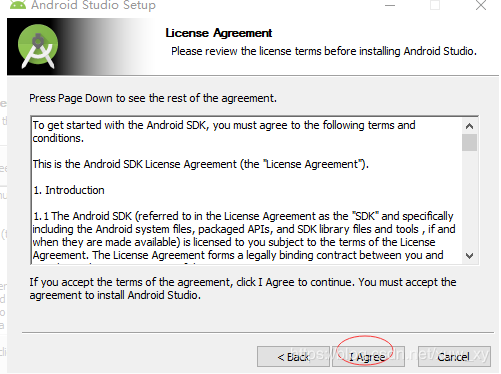 Android Studio Setup
License Agreement
Please review the license terms before installing Android Studio.
Press Page Down to see the rest of the agreement.
To get started with the Android SDK, you must agree to the following terms and
conditions.
This is the Android SDK License Agreement (the "License Agreement").
1. Introduction
1.1 The Android SDK (referred to in the License Agreement as the "SDK" and specifically
including the Android system files, packaged APIs, and SDK library files and tools , if and
when they are made available) is licensed to you subject to the terms of the License
Agreement. The License Agreement forms a legally binding contract between you and
If you accept the terms of the agreement, click I Agree to continue. You must accept the
agreement to install Android Studio.
< Back
I Agree
Cancel